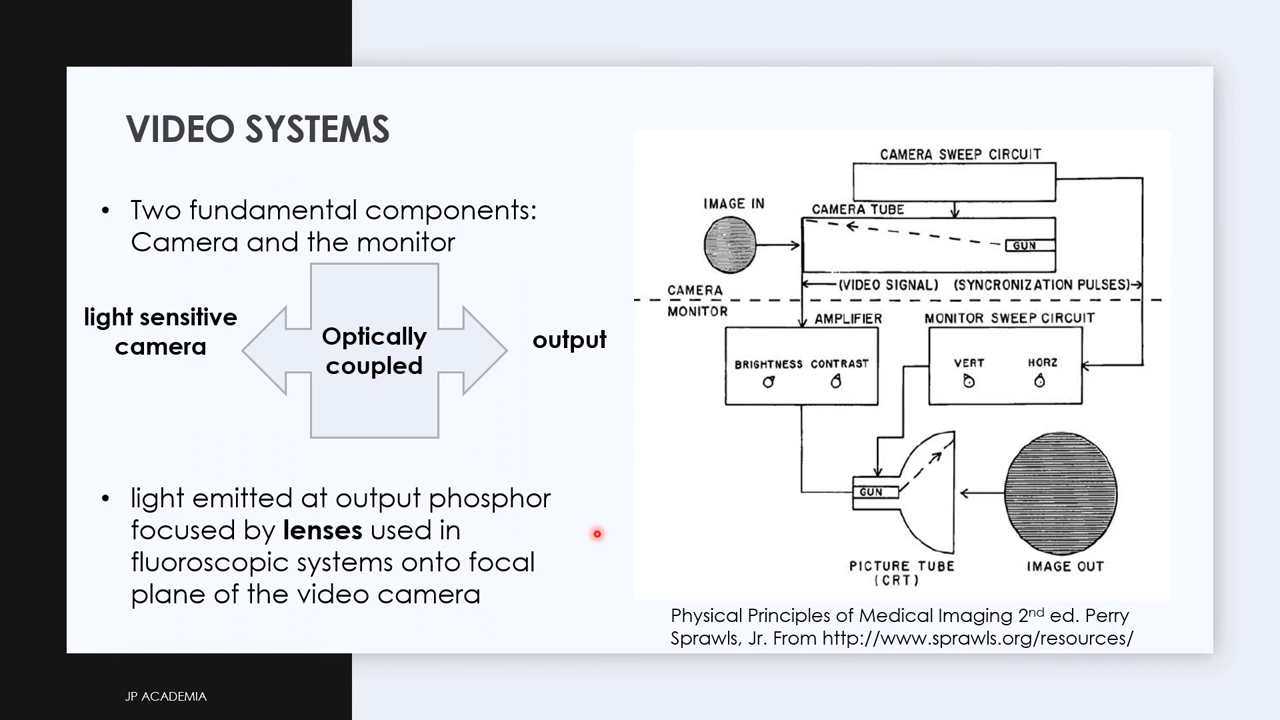 VIDEO SYSTEMS
• Two fundamental components:
Camera and the monitor
light sensitive
camera
Optically
coupled
output
• light emitted at output phosphor
focused by lenses used in
fluoroscopic systems onto focal
plane of the video camera
CAMERA SWEEP CIRCUIT
IMAGE IN
CAMERA TUBE
GUN
(VIDEO SIGNAL) (SYNCRONIZATION PULSES)
CAMERA
MONITOR
AMPLIFIER
MONITOR SWEEP CIRCUIT
BRIGHTNESS CONTRAST
VERT HORZ
GUN
PICTURE TUBE
(CRT)
IMAGE OUT
Physical Principles of Medical Imaging 2nd ed. Perry
Sprawls, Jr. From http://www.sprawls.org/resources/
JP ACADEMIA